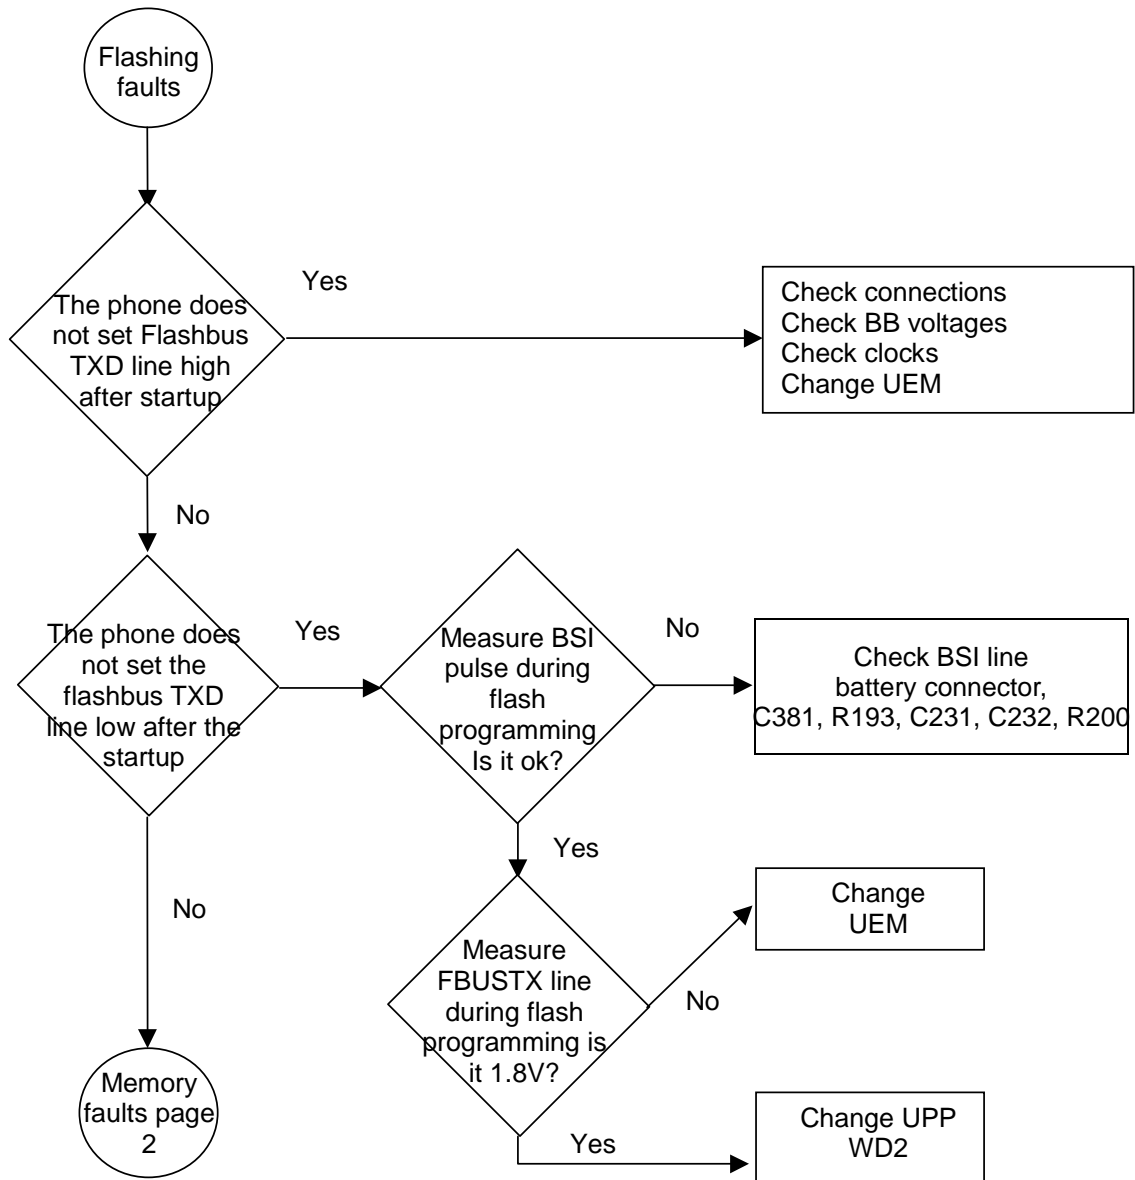 Flashing
faults
The phone does
not set Flashbus
TXD line high
after startup
Yes
Check connections
Check BB voltages
Check clocks
Change UEM
No
The phone does
not set the
flashbus TXD
line low after the
startup
Yes
Measure BSI
pulse during
flash
programming
Is it ok?
No
Check BSI line
battery connector,
C381, R193, C231, C232, R200
Yes
No
Measure
FBUSTX line
during flash
programming is
it 1.8V?
No
Change
UEM
Memory
faults page
2
Yes
Change UPP
WD2